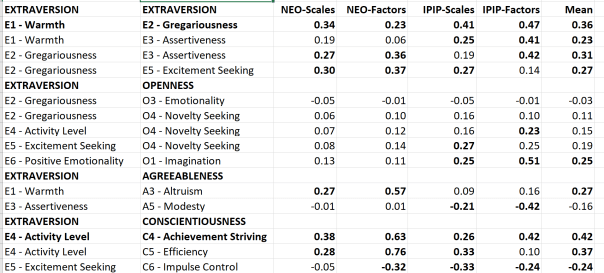 EXTRAVERSION EXTRAVERSION NEO-Scales NEO-Factors IPIP-Scales IPIP-Factors Mean
E1 - Warmth E2 - Gregariousness 0.34 0.23 0.41 0.47 0.36
E1 - Warmth E3 - Assertiveness 0.19 0.06 0.25 0.41 0.23
E2 - Gregariousness E3 - Assertiveness 0.27 0.36 0.19 0.42 0.31
E2 - Gregariousness E5 - Excitement Seeking 0.30 0.37 0.27 0.14 0.27
EXTRAVERSION OPENNESS
E2 - Gregariousness O3 - Emotionality -0.05 -0.01 -0.05 -0.01 -0.03
E2 - Gregariousness O4 - Novelty Seeking 0.06 0.10 0.16 0.10 0.11
E4 - Activity Level O4 - Novelty Seeking 0.07 0.12 0.16 0.23 0.15
E5 - Excitement Seeking O4 - Novelty Seeking 0.08 0.14 0.27 0.25 0.19
E6 - Positive Emotionality O1 - Imagination 0.13 0.11 0.25 0.51 0.25
EXTRAVERSION AGREEABLENESS
E1 - Warmth A3 - Altruism 0.27 0.57 0.09 0.16 0.27
E3 - Assertiveness A5 - Modesty -0.01 0.01 -0.21 -0.42 -0.16
EXTRAVERSION CONSCIENTIOUSNESS
E4 - Activity Level C4 - Achievement Striving 0.38 0.63 0.26 0.42 0.42
E4 - Activity Level C5 - Efficiency 0.28 0.76 0.33 0.10 0.37
E5 - Excitement Seeking C6 - Impulse Control -0.05 -0.32 -0.33 -0.24 -0.24